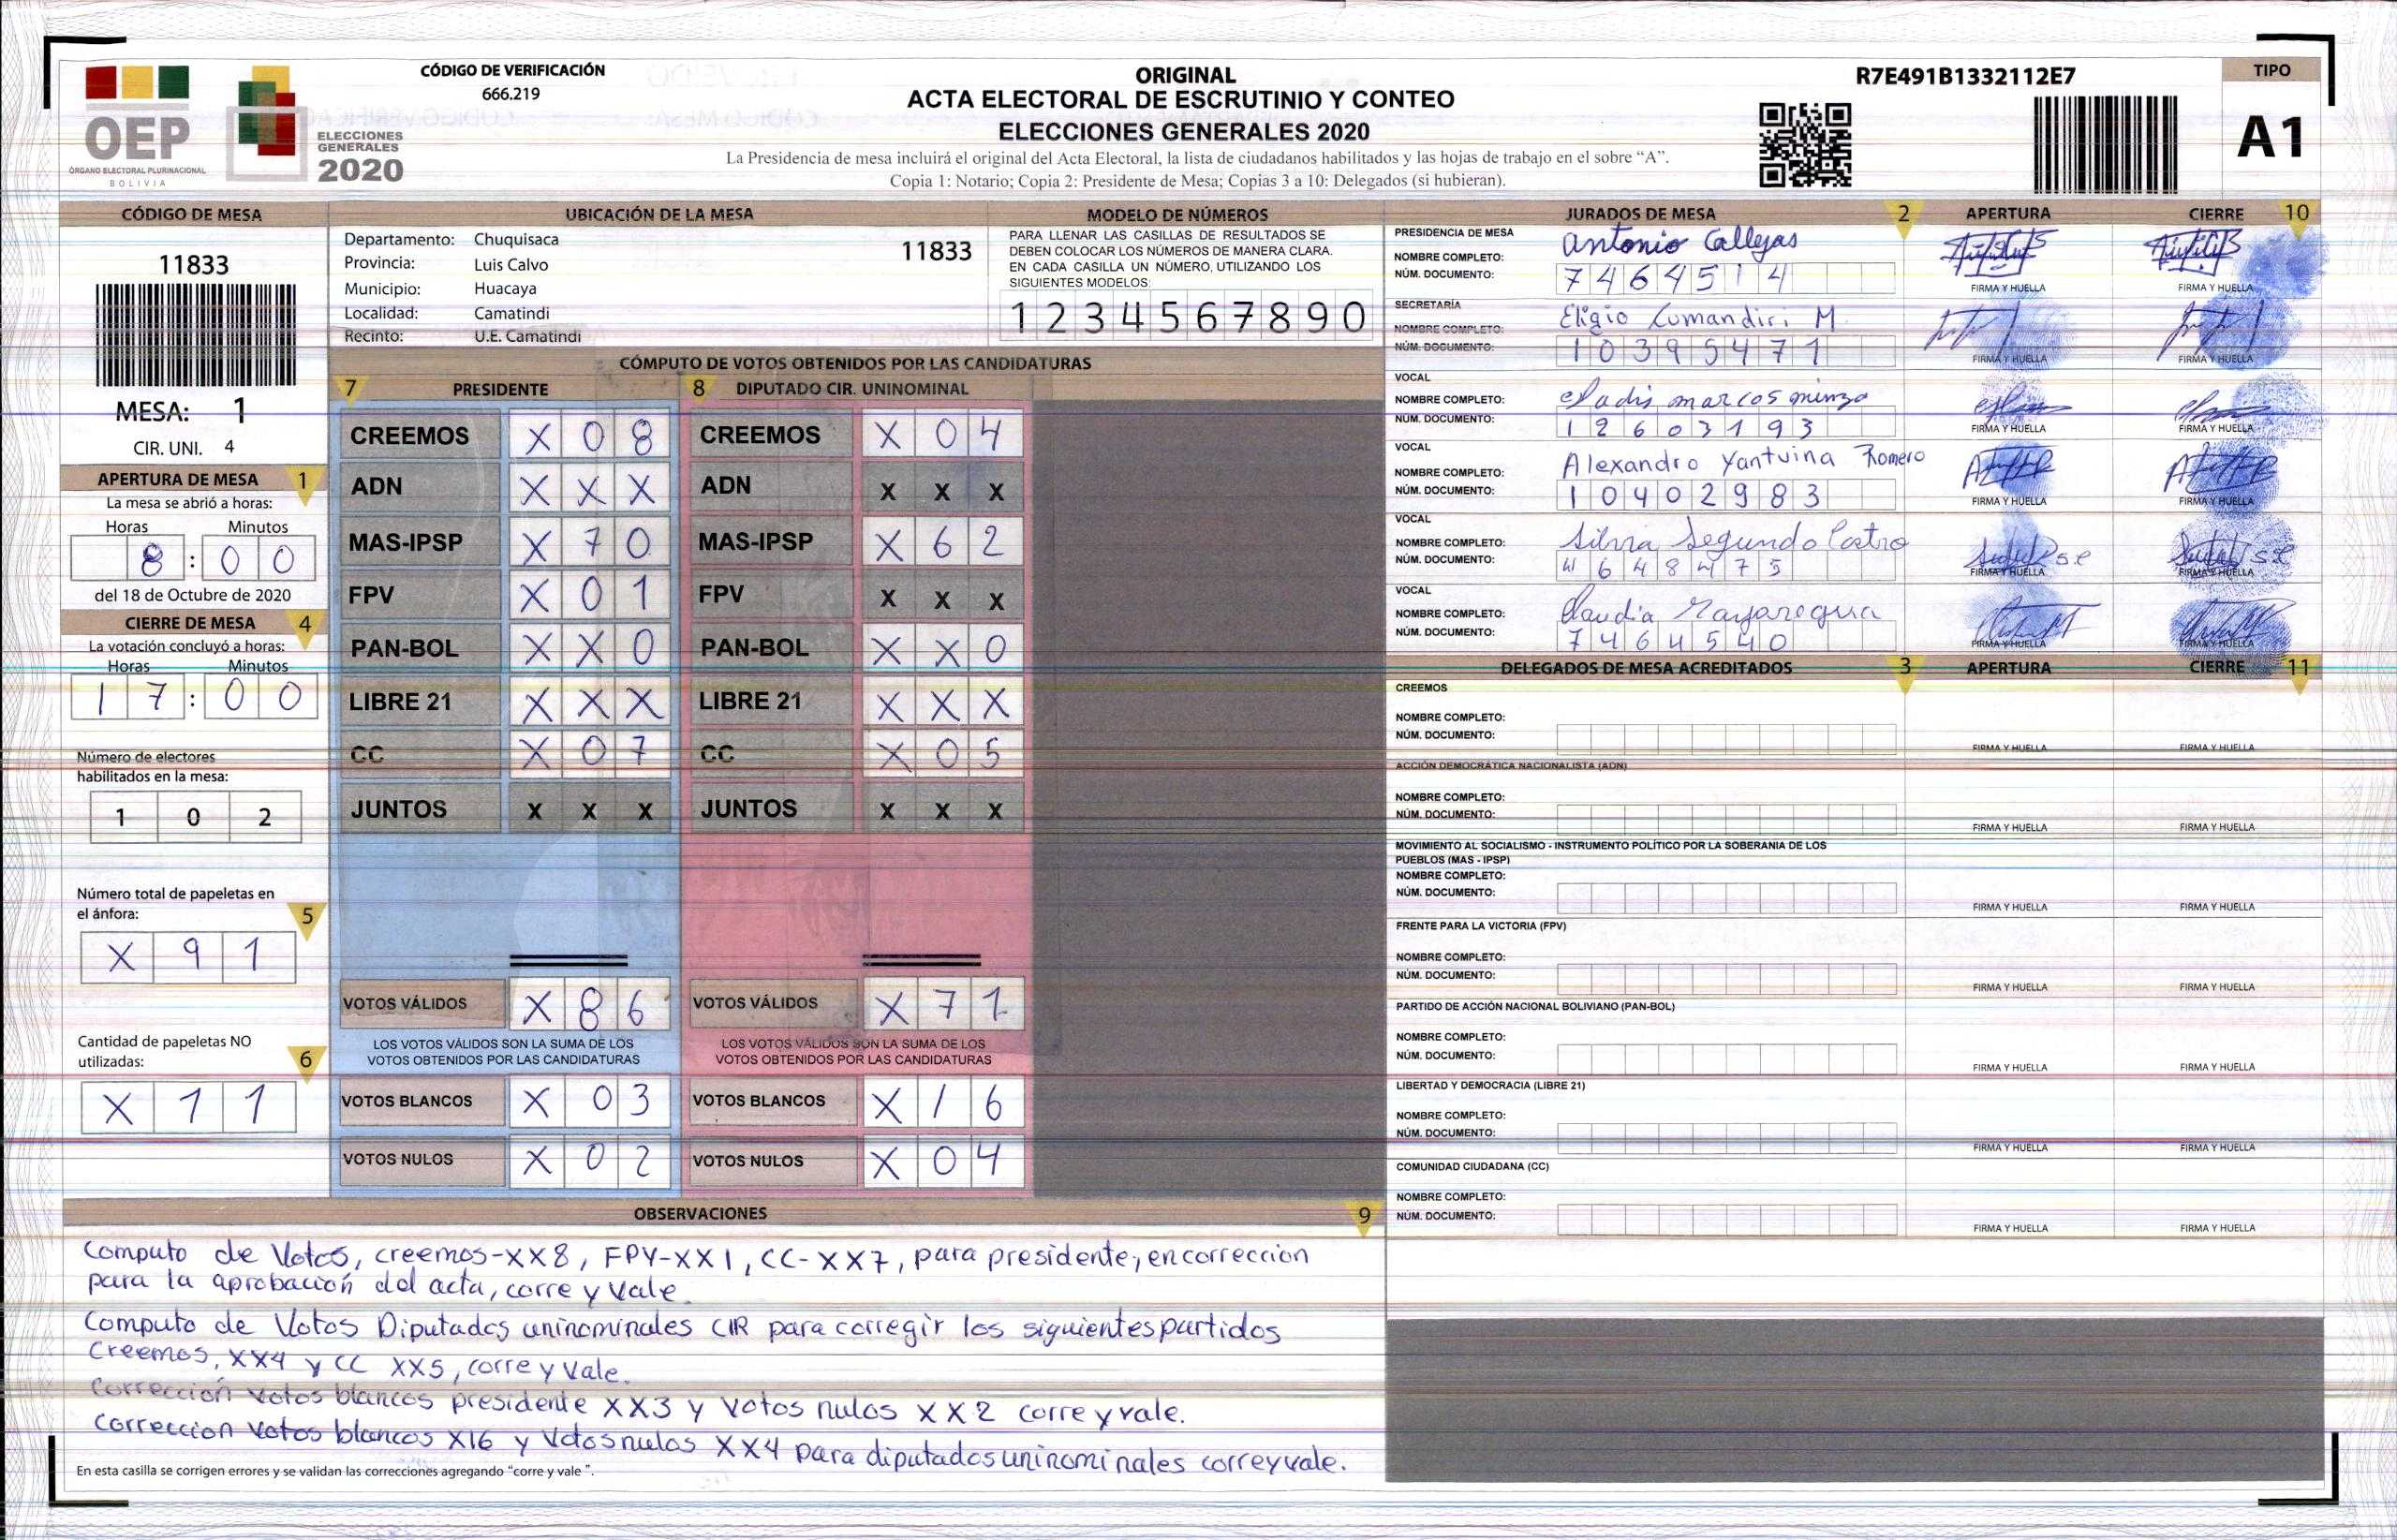 CÓDIGO DE VERIFICACIÓN
666.219
ORIGINAL
ACTA ELECTORAL DE ESCRUTINIO Y CONTEO
ELECCIONES GENERALES 2020
La Presidencia de mesa incluirá el original del Acta Electoral, la lista de ciudadanos habilitados y las hojas de trabajo en el sobre “A”.
Copia 1: Notario; Copia 2: Presidente de Mesa; Copias 3 a 10: Delegados (si hubieran).
R7E491B1332112E7
TIPO
A1
OEP
ÓRGANO ELECTORAL PLURINACIONAL
BOLIVIA
ELECCIONES
GENERALES
2020
CÓDIGO DE MESA
11833
MESA: 1
CIR. UNI. 4
APERTURA DE MESA 1
La mesa se abrió a horas:
Horas Minutos
8 : 0 0
del 18 de Octubre de 2020
CIERRE DE MESA 4
La votación concluyó a horas:
Horas Minutos
1 7 : 0 0
Número de electores
habilitados en la mesa:
1 0 2
Número total de papeletas en
el ánfora: 5
X 9 1
Cantidad de papeletas NO
utilizadas: 6
X 1 1
UBICACIÓN DE LA MESA
Departamento: Chuquisaca 11833
Provincia: Luis Calvo
Municipio: Huacaya
Localidad: Camatindi
Recinto: U.E. Camatindi
MODELO DE NÚMEROS
PARA LLENAR LAS CASILLAS DE RESULTADOS SE
DEBEN COLOCAR LOS NÚMEROS DE MANERA CLARA.
EN CADA CASILLA UN NÚMERO, UTILIZANDO LOS
SIGUIENTES MODELOS:
1 2 3 4 5 6 7 8 9 0
CÓMPUTO DE VOTOS OBTENIDOS POR LAS CANDIDATURAS
7 PRESIDENTE 8 DIPUTADO CIR. UNINOMINAL
CREEMOS X 0 8 CREEMOS X 0 4
ADN X X X ADN X X X
MAS-IPSP X 7 0 MAS-IPSP X 6 2
FPV X 0 1 FPV X X X
PAN-BOL X X 0 PAN-BOL X X 0
LIBRE 21 X X X LIBRE 21 X X X
CC X 0 7 CC X 0 5
JUNTOS X X X JUNTOS X X X
VOTOS VÁLIDOS X 8 6 VOTOS VÁLIDOS X 7 1
LOS VOTOS VÁLIDOS SON LA SUMA DE LOS LOS VOTOS VÁLIDOS SON LA SUMA DE LOS
VOTOS OBTENIDOS POR LAS CANDIDATURAS VOTOS OBTENIDOS POR LAS CANDIDATURAS
VOTOS BLANCOS X 0 3 VOTOS BLANCOS X 1 6
VOTOS NULOS X 0 2 VOTOS NULOS X 0 4
OBSERVACIONES 9
Computo de Votos, creemos-XX8, FPV-XX1, CC-XX7, para presidente, en correccion
para la aprobación del acta, corre y vale.
Computo de Votos Diputados uninominales CIR para corregir los siguientes partidos
Creemos, XX4 y CC XX5, corre y vale.
Corrección votos blancos presidente XX3 y votos nulos XX2 corre y vale.
Correccion votos blancos X16 y Votos nulos XX4 para diputados uninominales corre y vale.
En esta casilla se corrigen errores y se validan las correcciones agregando “corre y vale ”.
JURADOS DE MESA 2 APERTURA CIERRE 10
PRESIDENCIA DE MESA
NOMBRE COMPLETO: Antonio Callejas
NÚM. DOCUMENTO: 7 4 6 4 5 1 4
FIRMA Y HUELLA FIRMA Y HUELLA
SECRETARÍA
NOMBRE COMPLETO: Eligio Cumandiri M
NÚM. DOCUMENTO: 1 0 3 9 5 4 7 1
FIRMA Y HUELLA FIRMA Y HUELLA
VOCAL
NOMBRE COMPLETO: marcos
NÚM. DOCUMENTO: 1 2 6 0 3 1 9 3
FIRMA Y HUELLA FIRMA Y HUELLA
VOCAL
NOMBRE COMPLETO: Alexandro Yantuina Romero
NÚM. DOCUMENTO: 1 0 4 0 2 9 8 3
FIRMA Y HUELLA FIRMA Y HUELLA
VOCAL
NOMBRE COMPLETO: Silvia Segundo Castro
NÚM. DOCUMENTO: 4 6 4 8 4 7 5
FIRMA Y HUELLA FIRMA Y HUELLA
VOCAL
NOMBRE COMPLETO: Claudia
NÚM. DOCUMENTO: 7 4 6 4 5 4 0
FIRMA Y HUELLA FIRMA Y HUELLA
DELEGADOS DE MESA ACREDITADOS 3 APERTURA CIERRE 11
CREEMOS
NOMBRE COMPLETO:
NÚM. DOCUMENTO:
FIRMA Y HUELLA FIRMA Y HUELLA
ACCIÓN DEMOCRÁTICA NACIONALISTA (ADN)
NOMBRE COMPLETO:
NÚM. DOCUMENTO:
FIRMA Y HUELLA FIRMA Y HUELLA
MOVIMIENTO AL SOCIALISMO - INSTRUMENTO POLÍTICO POR LA SOBERANIA DE LOS
PUEBLOS (MAS - IPSP)
NOMBRE COMPLETO:
NÚM. DOCUMENTO:
FIRMA Y HUELLA FIRMA Y HUELLA
FRENTE PARA LA VICTORIA (FPV)
NOMBRE COMPLETO:
NÚM. DOCUMENTO:
FIRMA Y HUELLA FIRMA Y HUELLA
PARTIDO DE ACCIÓN NACIONAL BOLIVIANO (PAN-BOL)
NOMBRE COMPLETO:
NÚM. DOCUMENTO:
FIRMA Y HUELLA FIRMA Y HUELLA
LIBERTAD Y DEMOCRACIA (LIBRE 21)
NOMBRE COMPLETO:
NÚM. DOCUMENTO:
FIRMA Y HUELLA FIRMA Y HUELLA
COMUNIDAD CIUDADANA (CC)
NOMBRE COMPLETO:
NÚM. DOCUMENTO:
FIRMA Y HUELLA FIRMA Y HUELLA